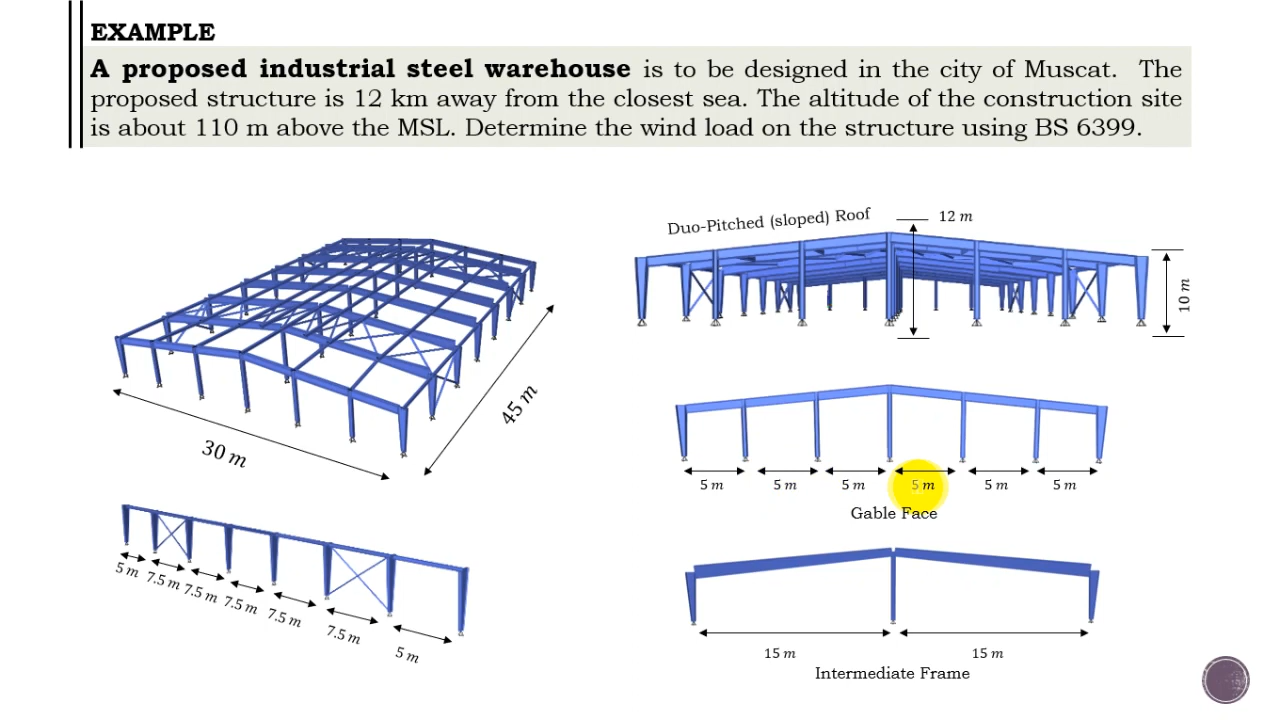 EXAMPLE
A proposed industrial steel warehouse is to be designed in the city of Muscat. The
proposed structure is 12 km away from the closest sea. The altitude of the construction site
is about 110 m above the MSL. Determine the wind load on the structure using BS 6399.
Duo-Pitched (sloped) Roof
12 m
10 m
30 m
45 m
5 m 5 m 5 m 5 m 5 m 5 m
Gable Face
5 m 7.5 m 7.5 m 7.5 m 7.5 m 7.5 m 5 m
15 m 15 m
Intermediate Frame